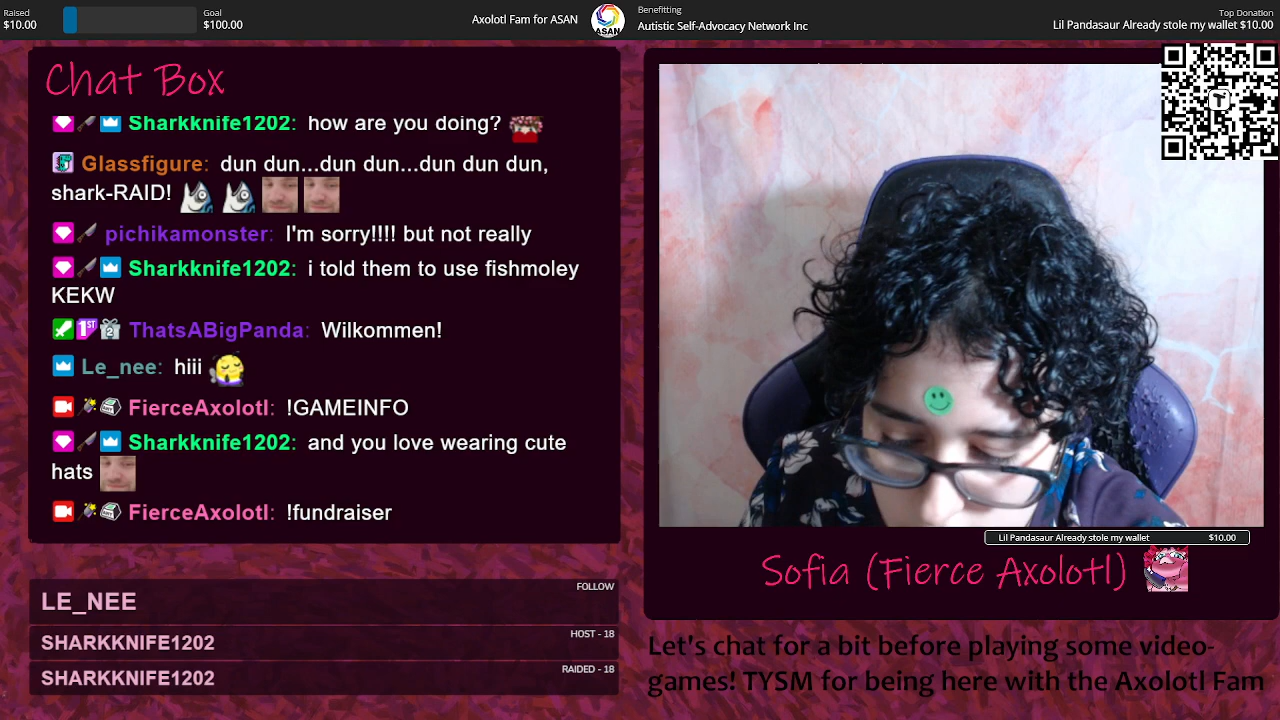 Raised
$10.00
Goal
$100.00
Axolotl Fam for ASAN
ASAN
Benefitting
Autistic Self-Advocacy Network Inc
Top Donation
Lil Pandasaur Already stole my wallet $10.00
Chat Box
Sharkknife1202: how are you doing?
Glassfigure: dun dun...dun dun...dun dun dun,
shark-RAID!
pichikamonster: I'm sorry!!!! but not really
Sharkknife1202: i told them to use fishmoley
KEKW
1ST 2 ThatsABigPanda: Wilkommen!
Le_nee: hiii
FierceAxolotl: !GAMEINFO
Sharkknife1202: and you love wearing cute
hats
FierceAxolotl: !fundraiser
LE_NEE
FOLLOW
SHARKKNIFE1202
HOST - 18
SHARKKNIFE1202
RAIDED - 18
T
Lil Pandasaur Already stole my wallet $10.00
Sofia (Fierce Axolotl)
Let's chat for a bit before playing some video-
games! TYSM for being here with the Axolotl Fam